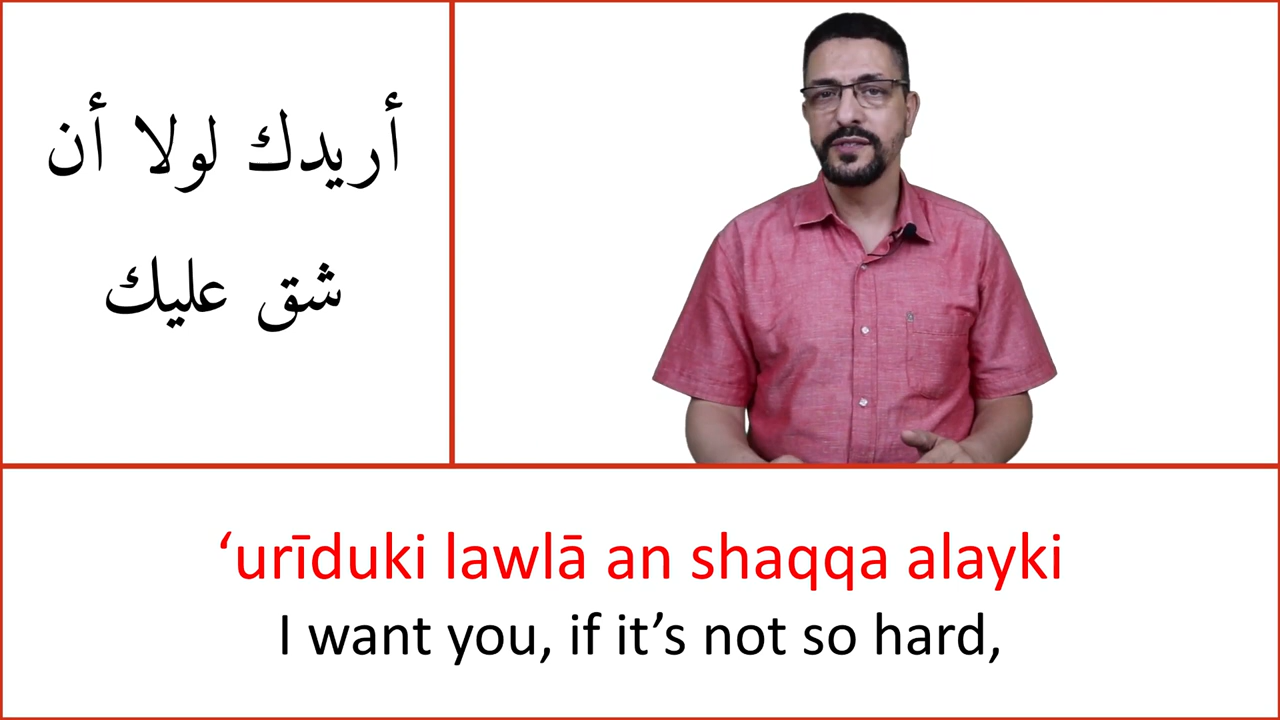 أريدك لولا أن
شق عليك
‘urīduki lawlā an shaqqa alayki
I want you, if it’s not so hard,